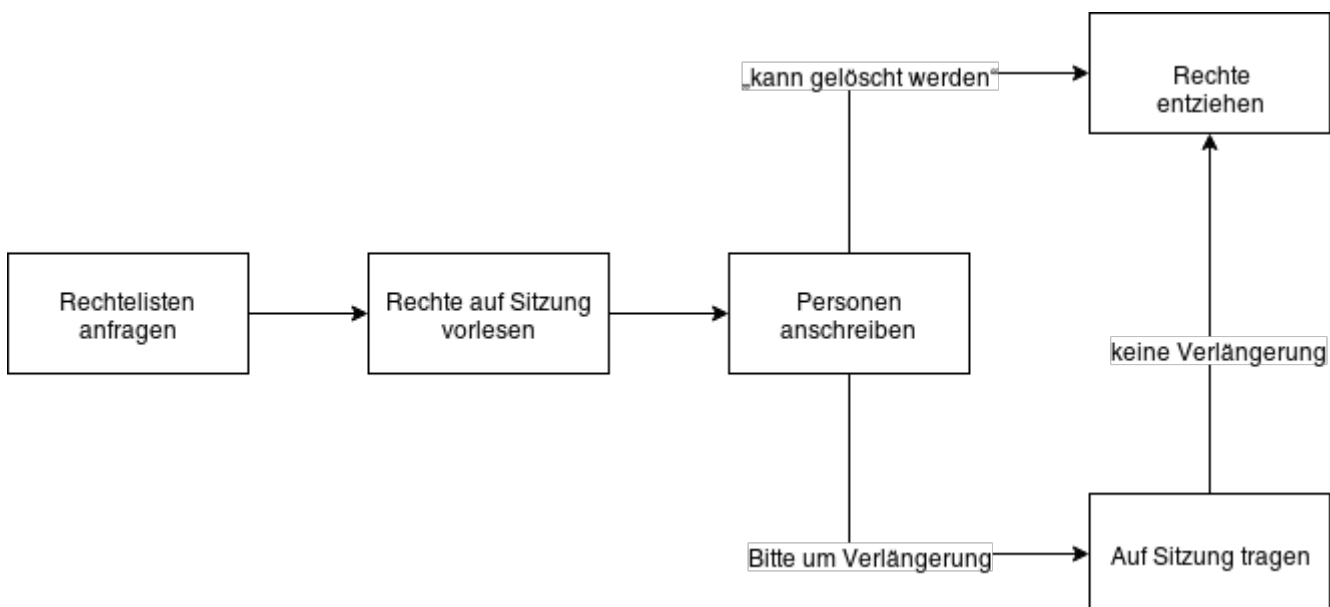 „kann gelöscht werden“
Rechte
entziehen
Rechtelisten
anfragen
Rechte auf Sitzung
vorlesen
Personen
anschreiben
keine Verlängerung
Bitte um Verlängerung
Auf Sitzung tragen